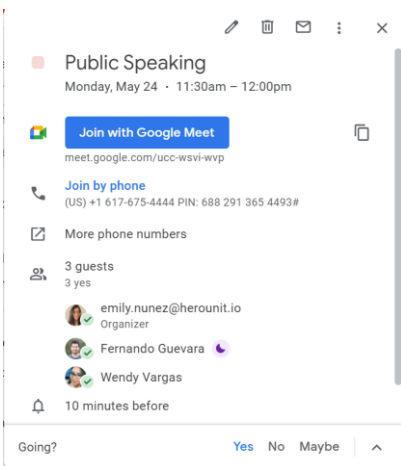 Public Speaking
Monday, May 24 · 11:30am – 12:00pm
Join with Google Meet
meet.google.com/ucc-wsvi-wvp
Join by phone
(US) +1 617-675-4444 PIN: 688 291 365 4493#
More phone numbers
3 guests
3 yes
emily.nunez@herounit.io
Organizer
Fernando Guevara
Wendy Vargas
10 minutes before
Going? Yes No Maybe